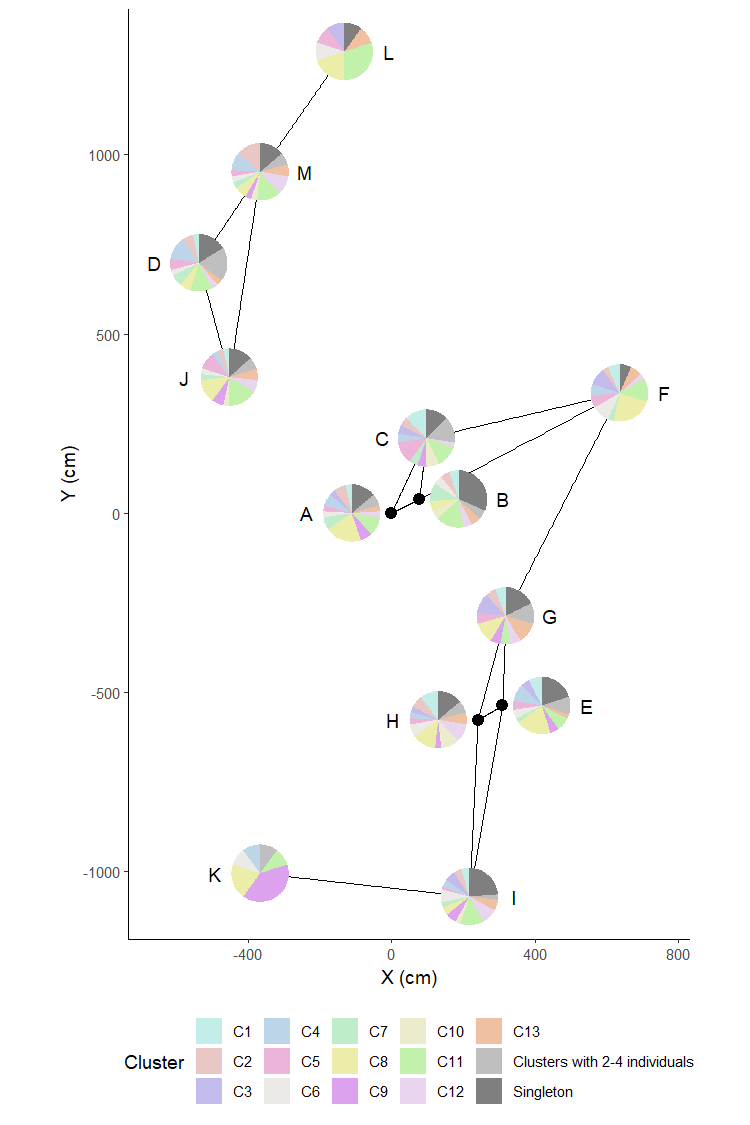 L
1000
M
D
500
J
F
C
Y (cm)
A
B
0
G
-500
H
E
-1000
K
I
-400
0
400
800
X (cm)
C1
C4
C7
C10
C13
Cluster
C2
C5
C8
C11
Clusters with 2-4 individuals
C3
C6
C9
C12
Singleton